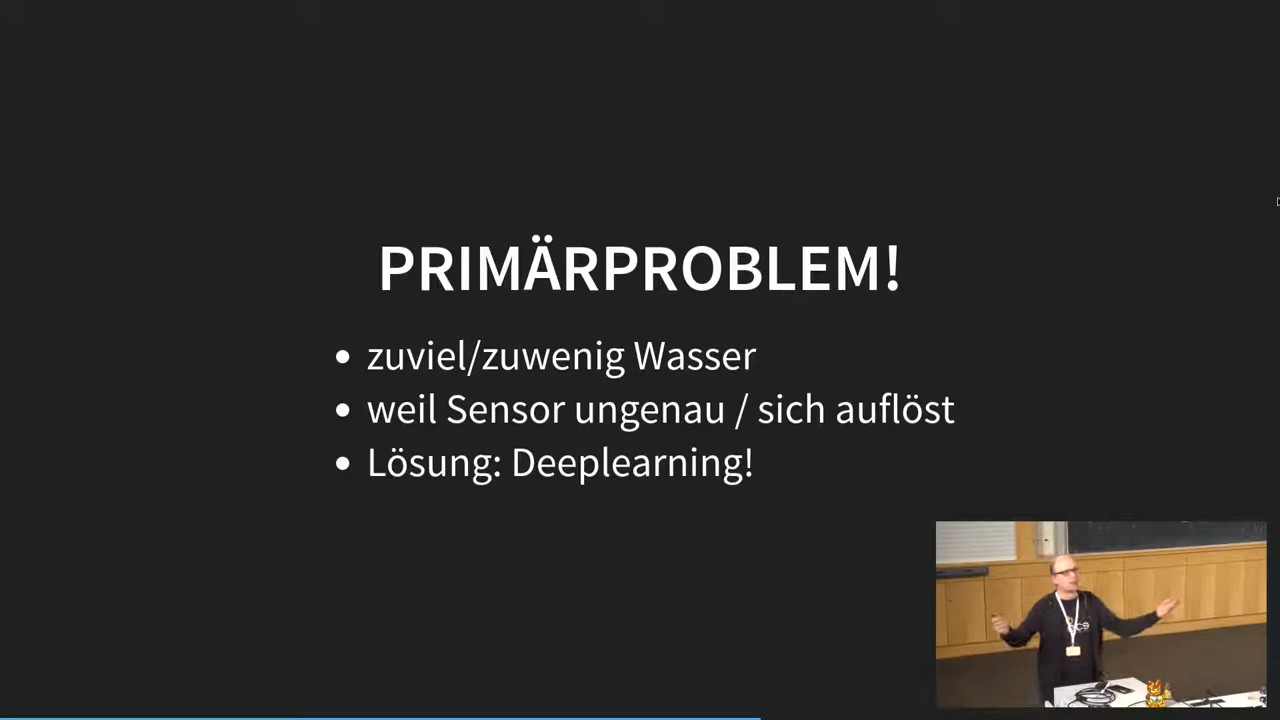 PRIMÄRPROBLEM!
zuviel/zuwenig Wasser
weil Sensor ungenau / sich auflöst
Lösung: Deeplearning!